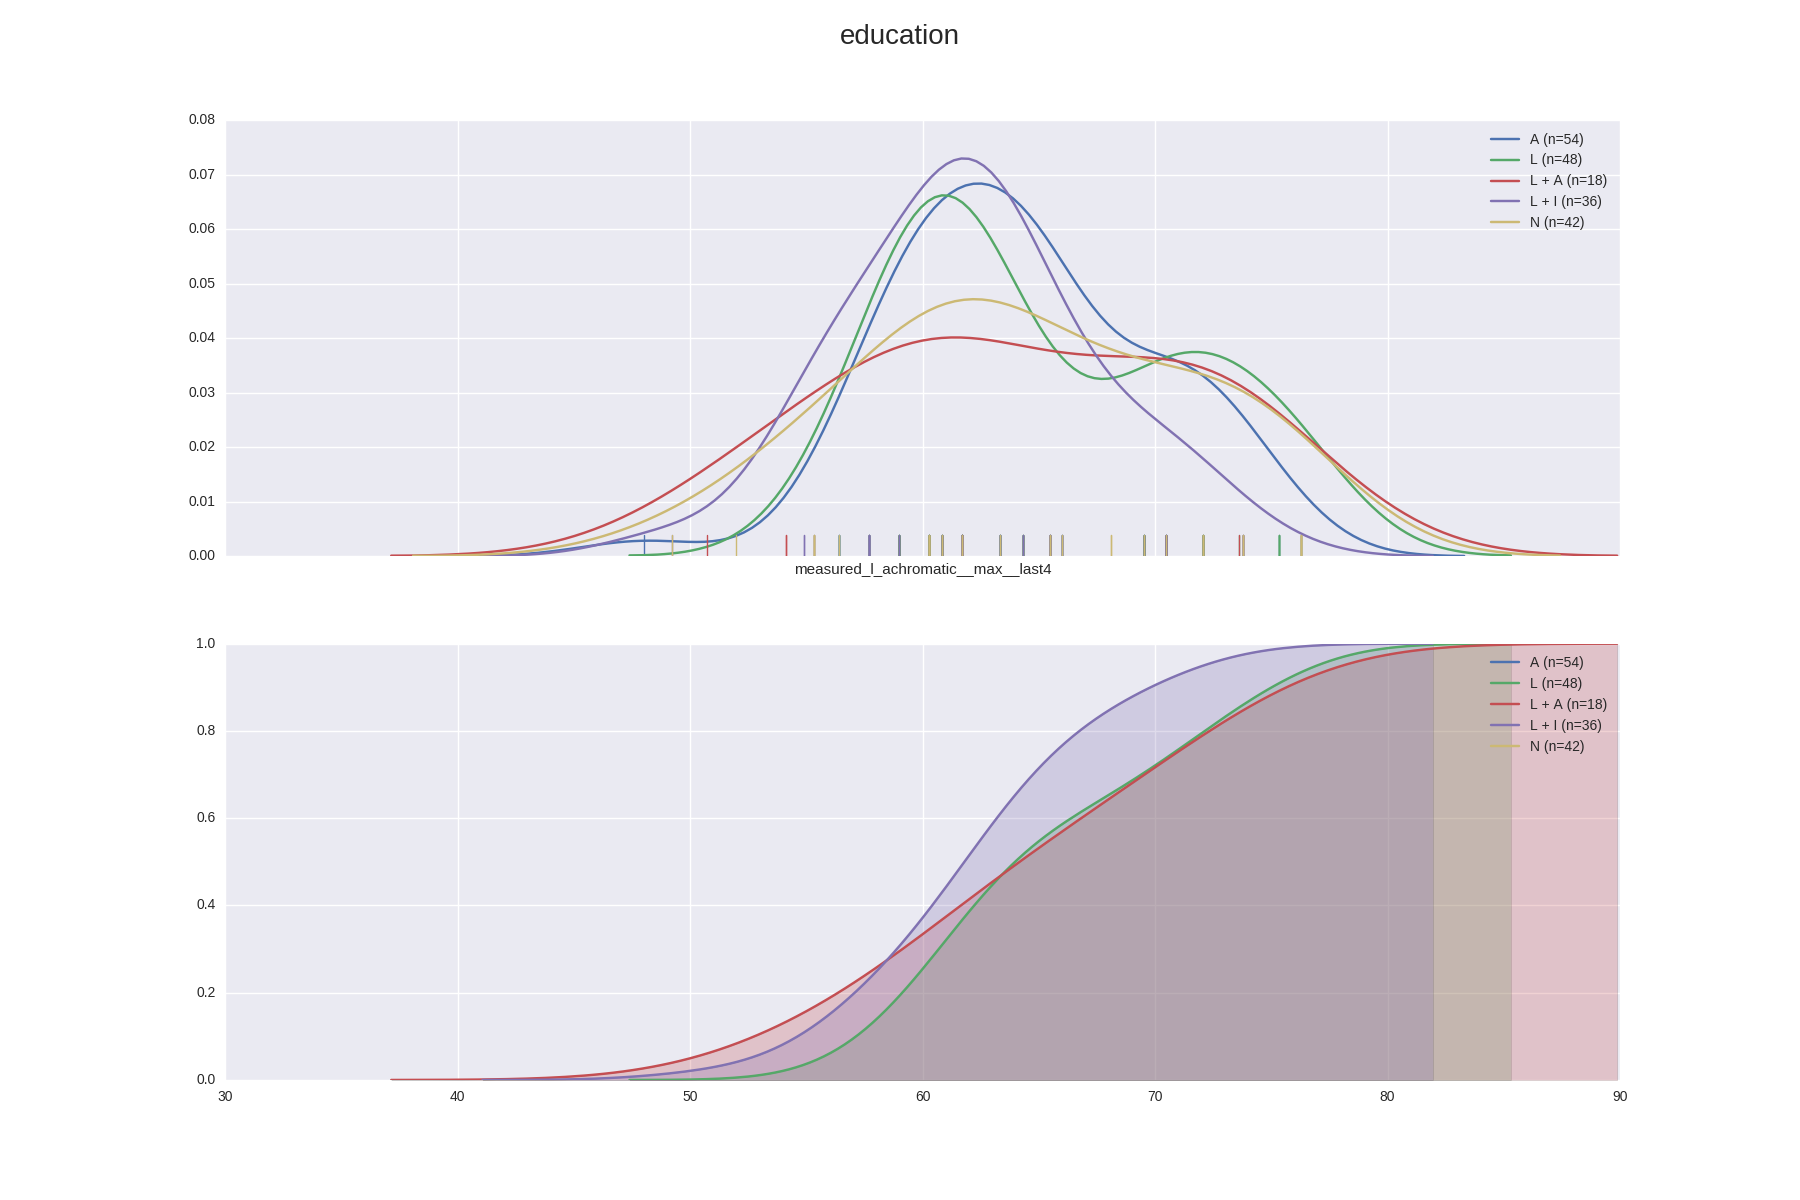 education
0.08
0.07
0.06
0.05
0.04
0.03
0.02
0.01
0.00
A (n=54)
L (n=48)
L + A (n=18)
L + I (n=36)
N (n=42)
measured_l_achromatic__max__last4
1.0
0.8
0.6
0.4
0.2
0.0
A (n=54)
L (n=48)
L + A (n=18)
L + I (n=36)
N (n=42)
30 40 50 60 70 80 90